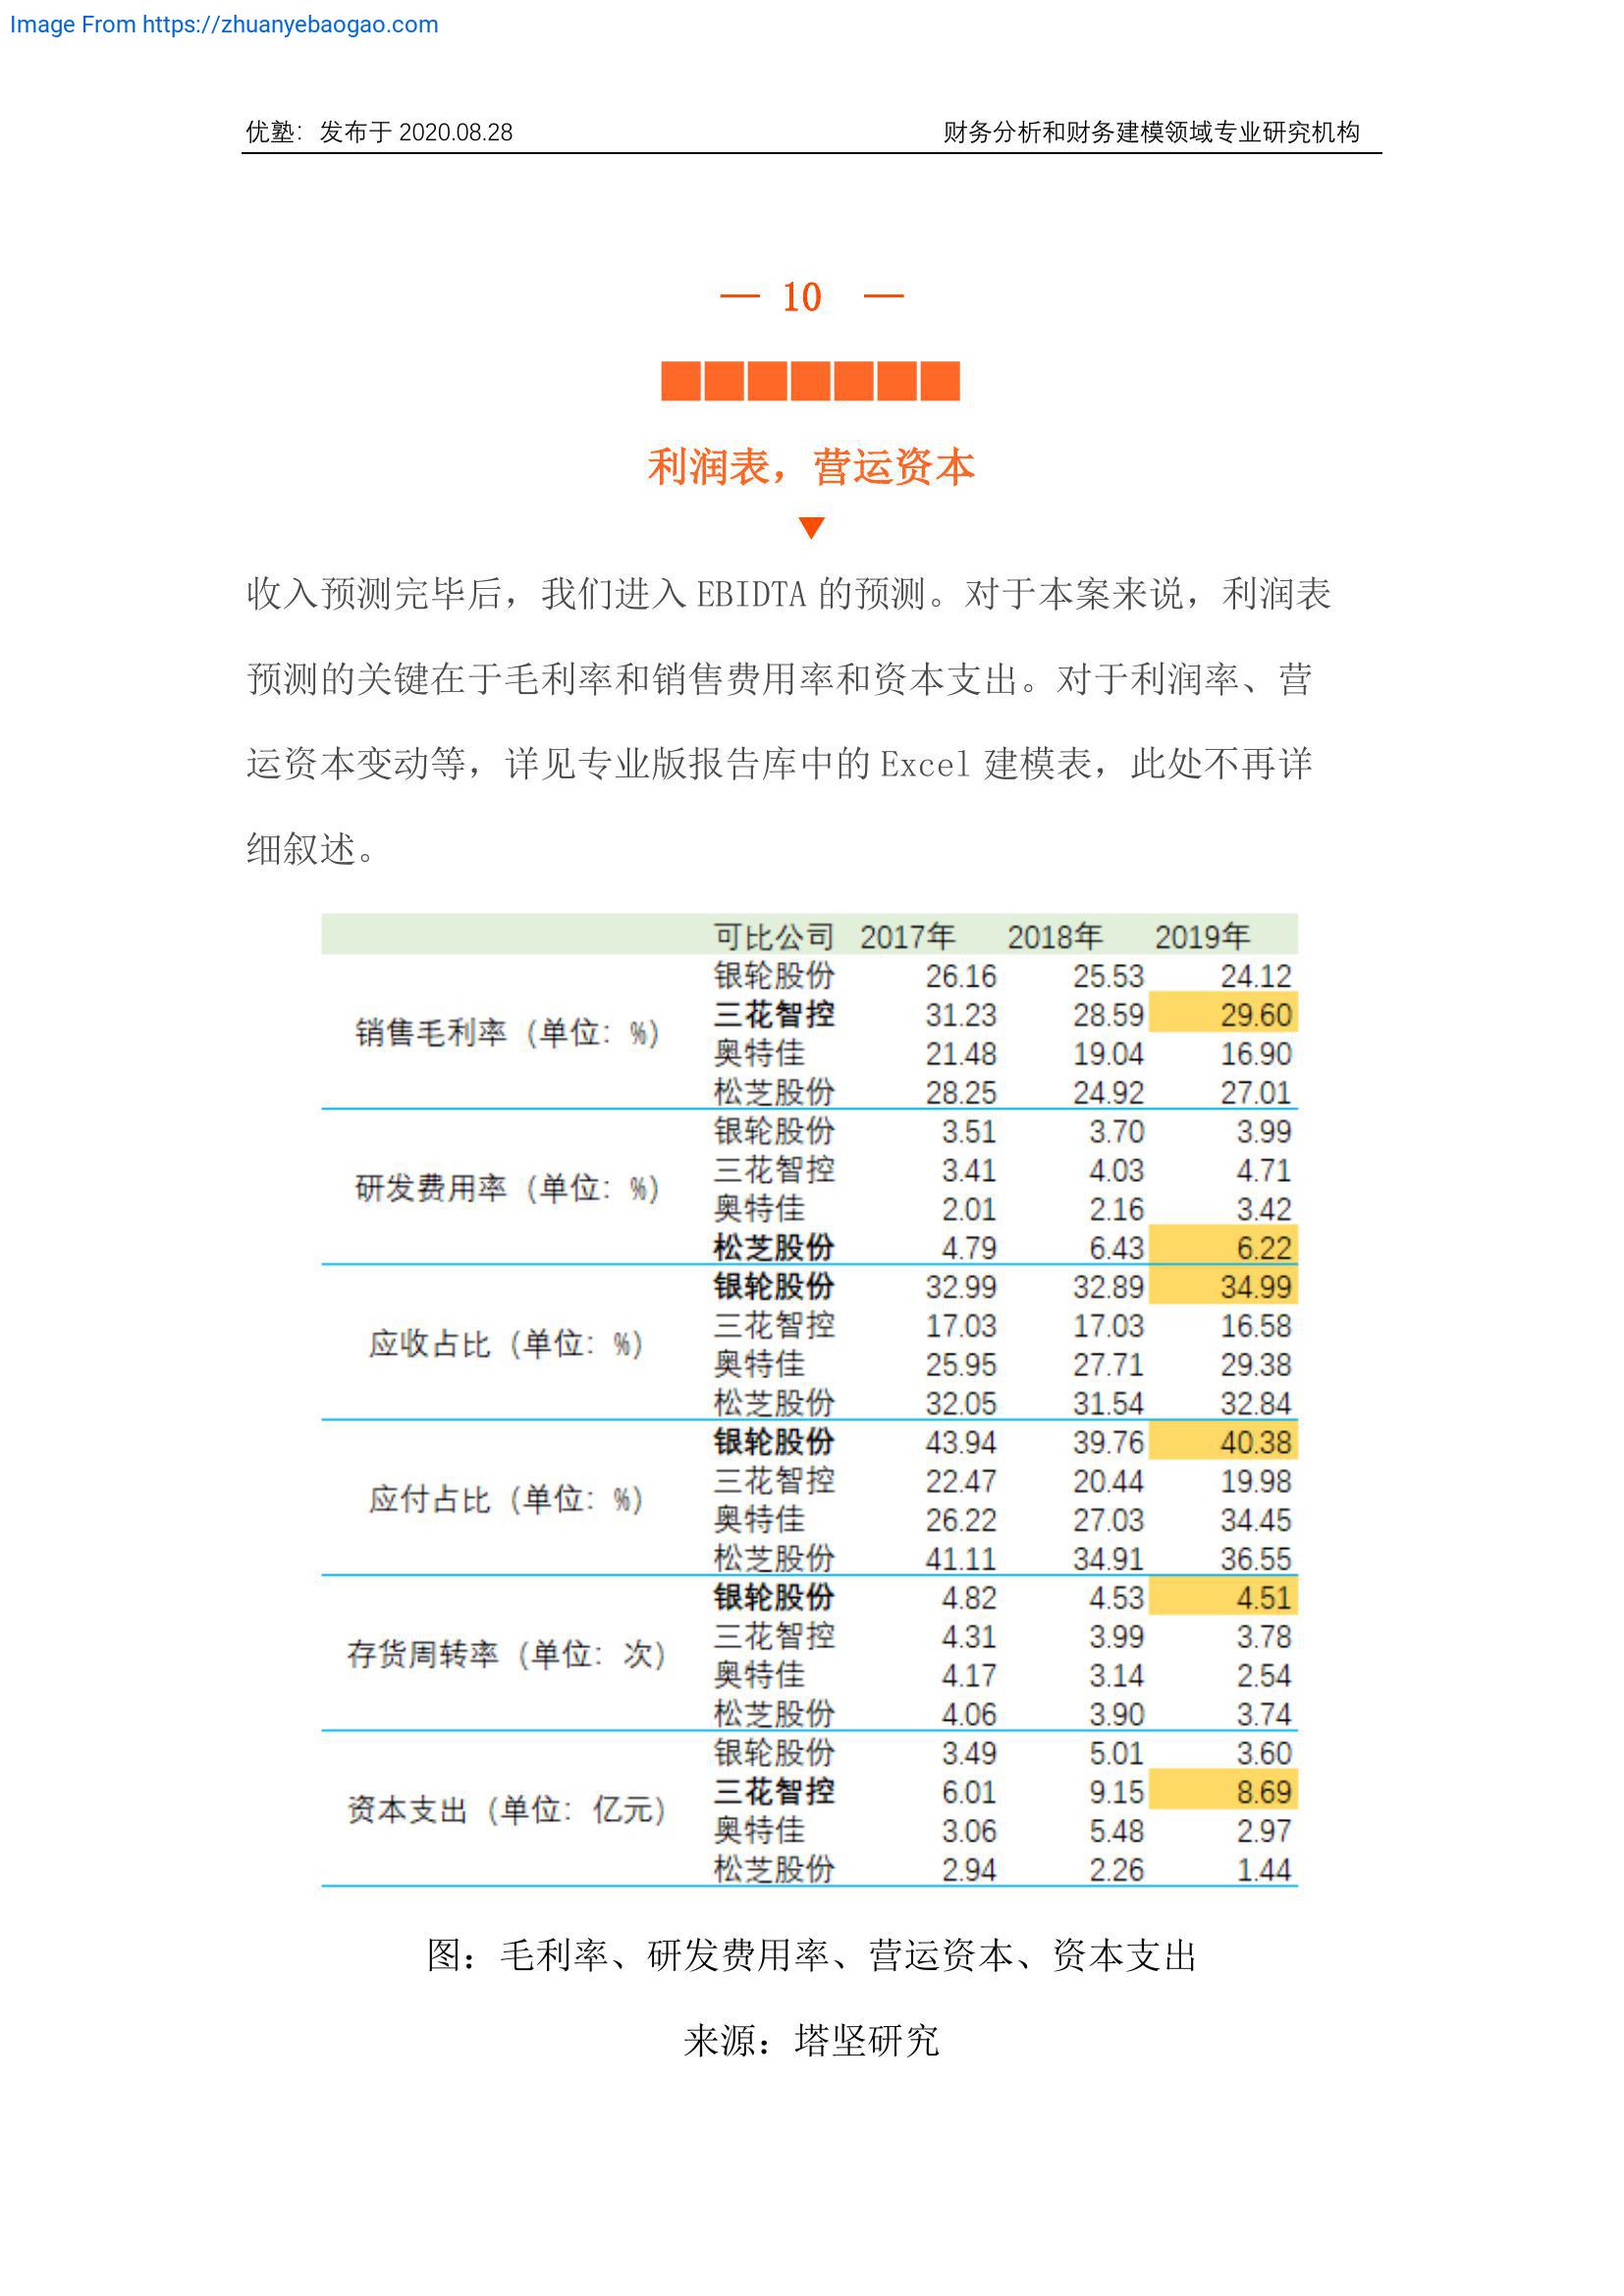 Image From https://zhuanyebaogao.com
优塾：发布于 2020.08.28 财务分析和财务建模领域专业研究机构
— 10 —
利润表，营运资本
收入预测完毕后，我们进入 EBIDTA 的预测。对于本案来说，利润表
预测的关键在于毛利率和销售费用率和资本支出。对于利润率、营
运资本变动等，详见专业版报告库中的 Excel 建模表，此处不再详
细叙述。
可比公司 2017年 2018年 2019年
银轮股份 26.16 25.53 24.12
三花智控 31.23 28.59 29.60
销售毛利率（单位：%）
奥特佳 21.48 19.04 16.90
松芝股份 28.25 24.92 27.01
银轮股份 3.51 3.70 3.99
三花智控 3.41 4.03 4.71
研发费用率（单位：%）
奥特佳 2.01 2.16 3.42
松芝股份 4.79 6.43 6.22
银轮股份 32.99 32.89 34.99
三花智控 17.03 17.03 16.58
应收占比（单位：%）
奥特佳 25.95 27.71 29.38
松芝股份 32.05 31.54 32.84
银轮股份 43.94 39.76 40.38
三花智控 22.47 20.44 19.98
应付占比（单位：%）
奥特佳 26.22 27.03 34.45
松芝股份 41.11 34.91 36.55
银轮股份 4.82 4.53 4.51
三花智控 4.31 3.99 3.78
存货周转率（单位：次）
奥特佳 4.17 3.14 2.54
松芝股份 4.06 3.90 3.74
银轮股份 3.49 5.01 3.60
三花智控 6.01 9.15 8.69
资本支出（单位：亿元）
奥特佳 3.06 5.48 2.97
松芝股份 2.94 2.26 1.44
图：毛利率、研发费用率、营运资本、资本支出
来源：塔坚研究